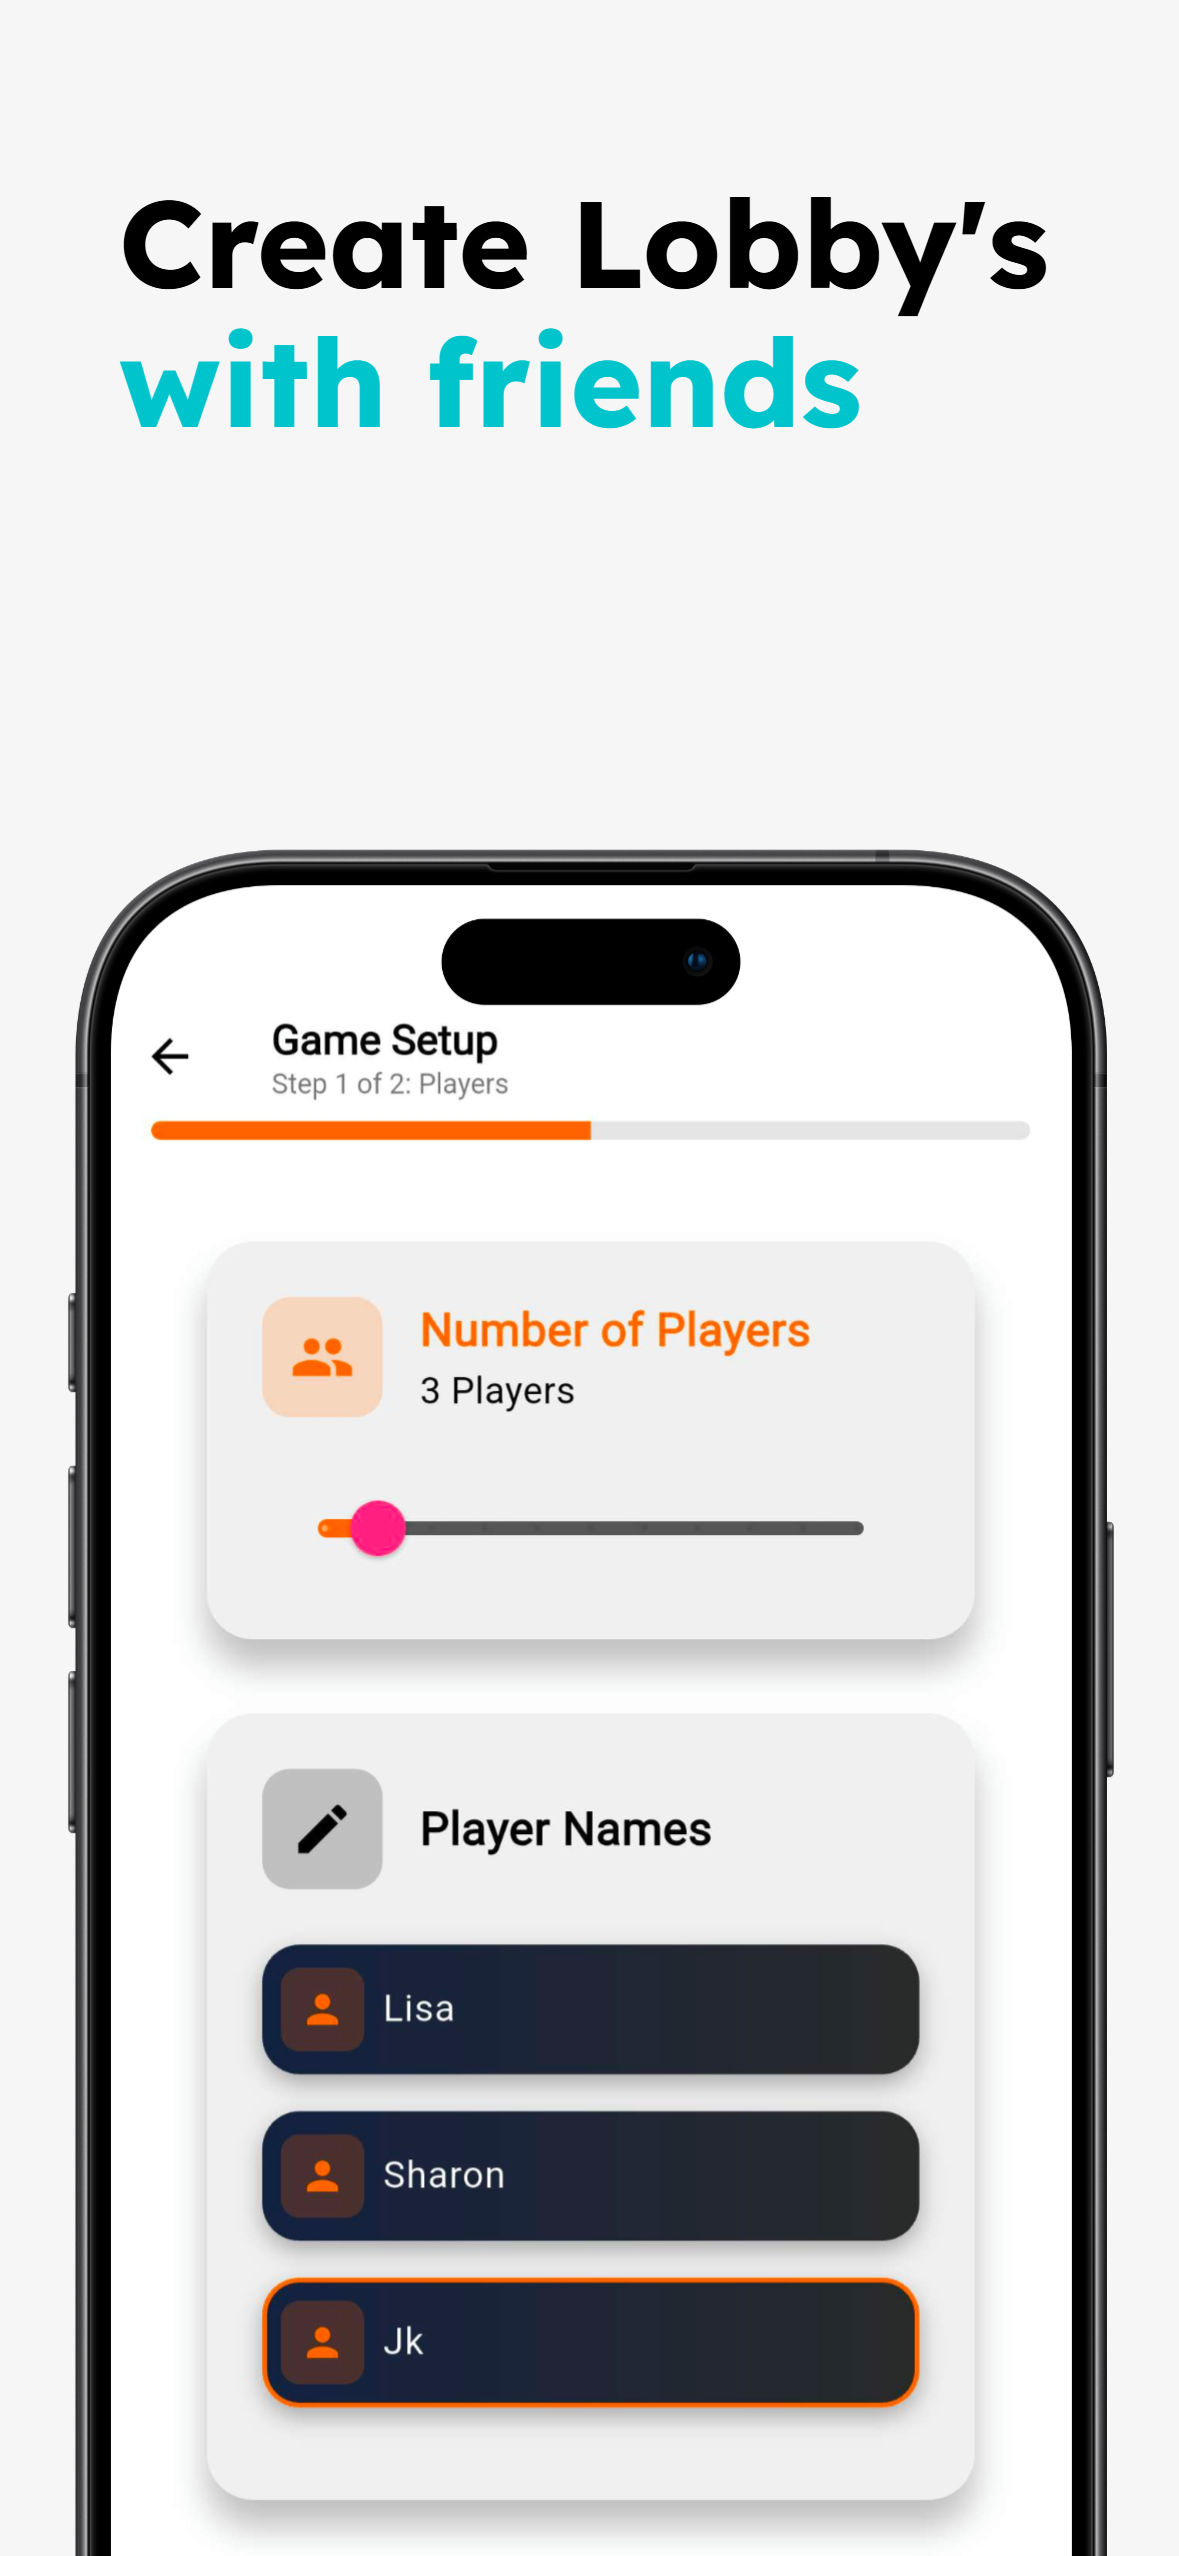 Create Lobby's
with friends
Game Setup
Step 1 of 2: Players
Number of Players
3 Players
Player Names
Lisa
Sharon
Jk